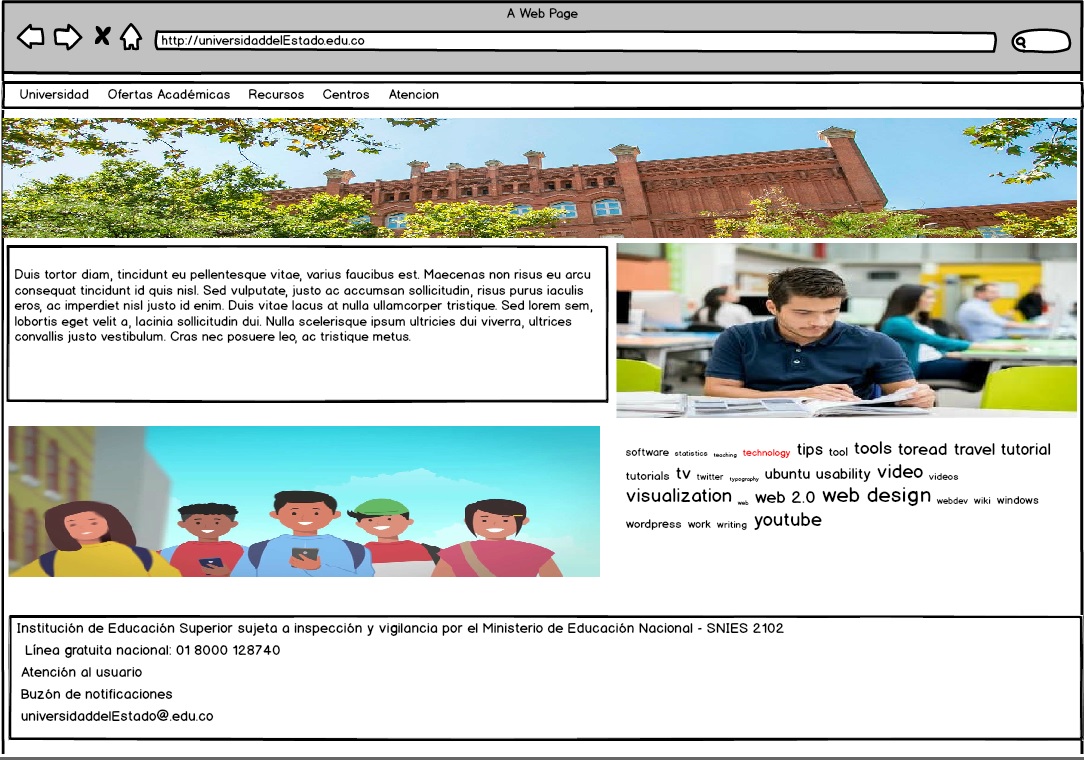 A Web Page
http://universidaddelEstado.edu.co
Universidad Ofertas Académicas Recursos Centros Atencion
Duis tortor diam, tincidunt eu pellentesque vitae, varius faucibus est. Maecenas non risus eu arcu
consequat tincidunt id quis nisl. Sed vulputate, justo ac accumsan sollicitudin, risus purus iaculis
eros, ac imperdiet nisl justo id enim. Duis vitae lacus at nulla ullamcorper tristique. Sed lorem sem,
lobortis eget velit a, lacinia sollicitudin dui. Nulla scelerisque ipsum ultricies dui viverra, ultrices
convallis justo vestibulum. Cras nec posuere leo, ac tristique metus.
software statistics teaching technology tips tool tools toread travel tutorial
tutorials tv twitter typography ubuntu usability video videos
visualization web web 2.0 web design webdev wiki windows
wordpress work writing youtube
Institución de Educación Superior sujeta a inspección y vigilancia por el Ministerio de Educación Nacional - SNIES 2102
Línea gratuita nacional: 01 8000 128740
Atención al usuario
Buzón de notificaciones
universidaddelEstado@.edu.co